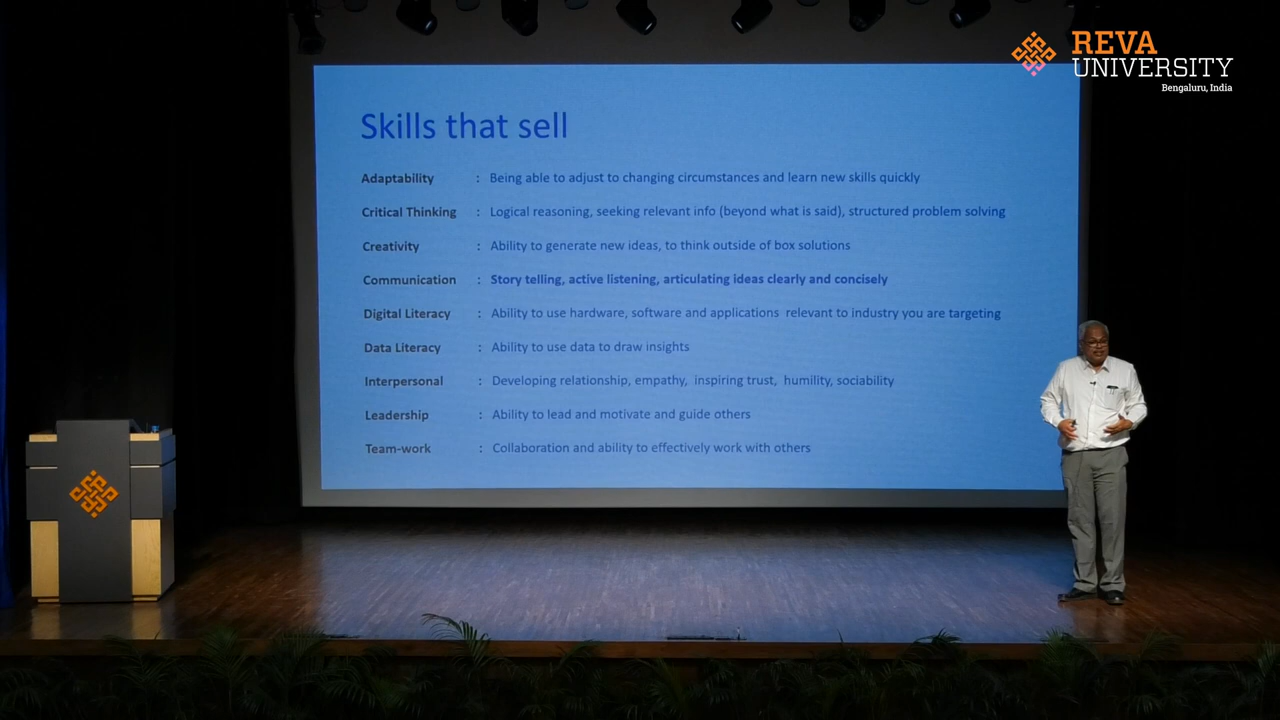 REVA
UNIVERSITY
Bengaluru, India
Skills that sell
Adaptability : Being able to adjust to changing circumstances and learn new skills quickly
Critical Thinking : Logical reasoning, seeking relevant info (beyond what is said), structured problem solving
Creativity : Ability to generate new ideas, to think outside of box solutions
Communication : Story telling, active listening, articulating ideas clearly and concisely
Digital Literacy : Ability to use hardware, software and applications relevant to industry you are targeting
Data Literacy : Ability to use data to draw insights
Interpersonal : Developing relationship, empathy, inspiring trust, humility, sociability
Leadership : Ability to lead and motivate and guide others
Team-work : Collaboration and ability to effectively work with others